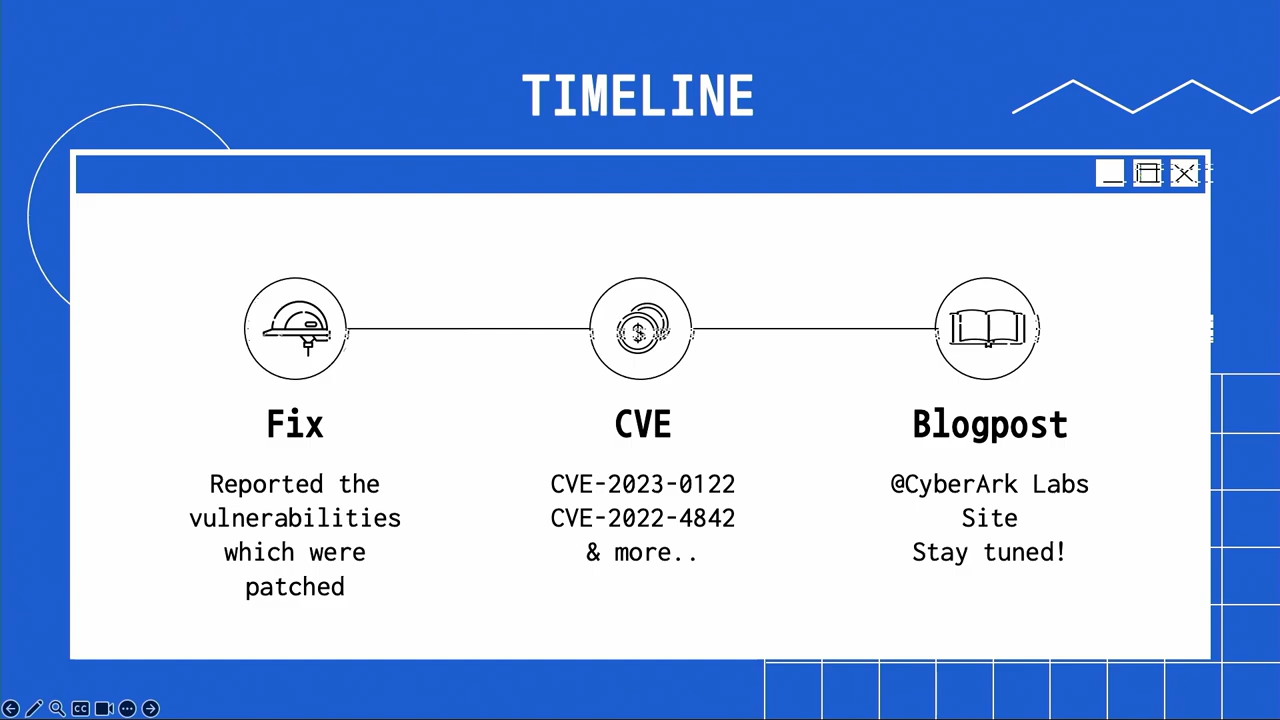 TIMELINE
Fix
Reported the
vulnerabilities
which were
patched
CVE
CVE-2023-0122
CVE-2022-4842
& more..
Blogpost
@CyberArk Labs
Site
Stay tuned!
CC